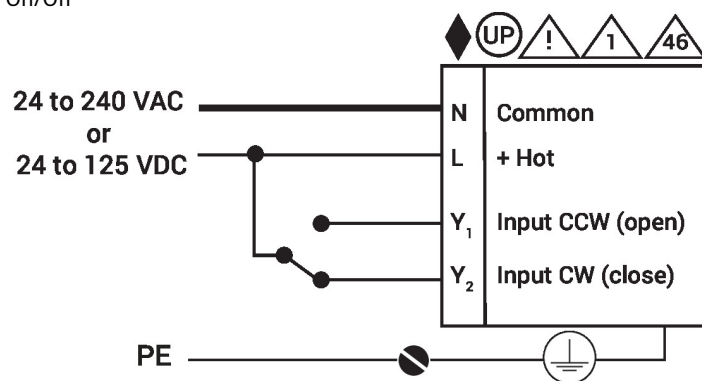 On/Off
UP ! 1 46
24 to 240 VAC
or
24 to 125 VDC
N Common
L + Hot
Y1 Input CCW (open)
Y2 Input CW (close)
PE